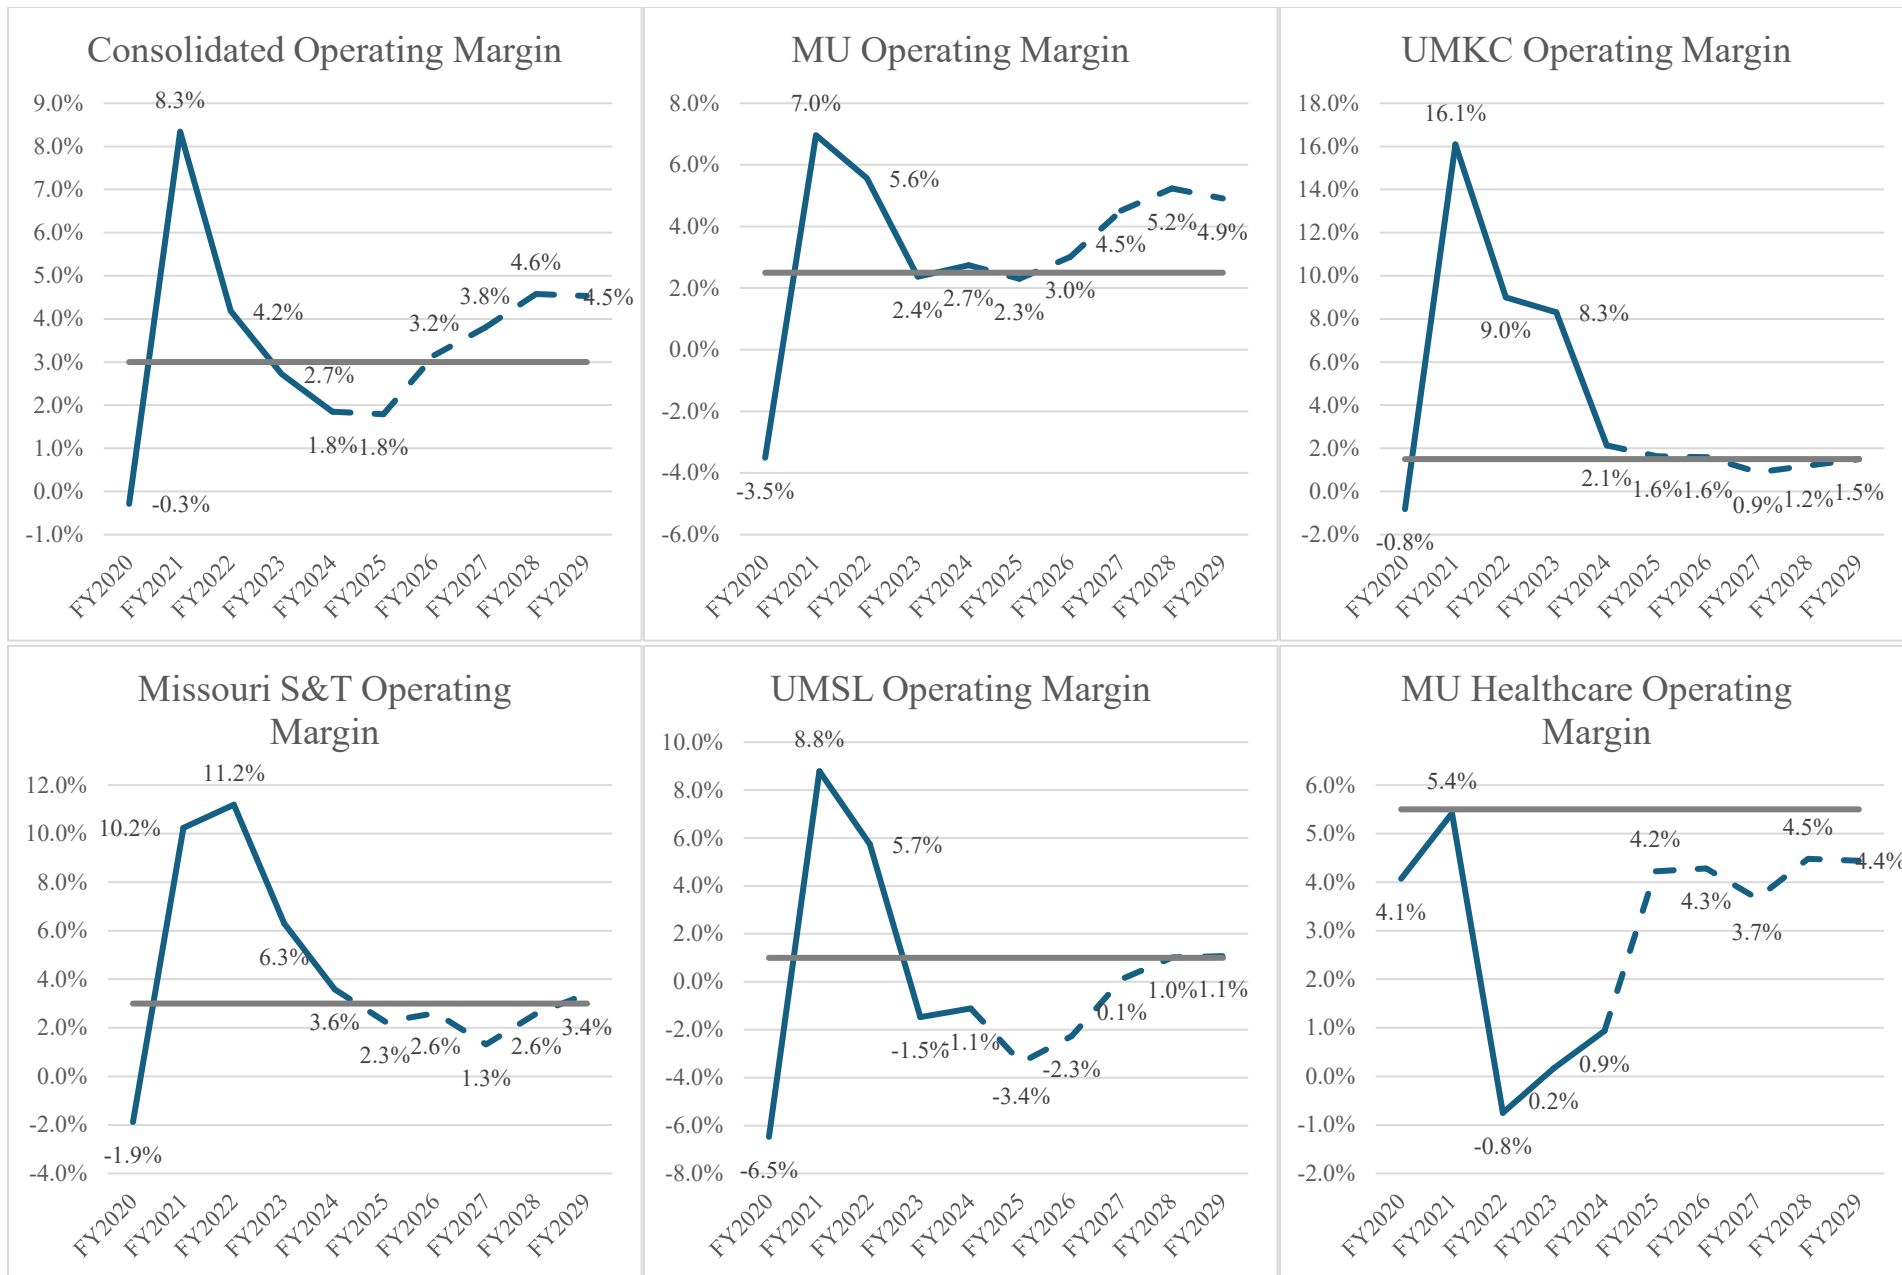 Consolidated Operating Margin
9.0%
8.0%
7.0%
6.0%
5.0%
4.0%
3.0%
2.0%
1.0%
0.0%
-1.0%
-0.3%
8.3%
4.2%
2.7%
1.8%
1.8%
3.2%
3.8%
4.6%
4.5%
FY2020
FY2021
FY2022
FY2023
FY2024
FY2025
FY2026
FY2027
FY2028
FY2029
MU Operating Margin
8.0%
6.0%
4.0%
2.0%
0.0%
-2.0%
-4.0%
-6.0%
-3.5%
7.0%
5.6%
2.4%
2.7%
2.3%
3.0%
4.5%
5.2%
4.9%
FY2020
FY2021
FY2022
FY2023
FY2024
FY2025
FY2026
FY2027
FY2028
FY2029
UMKC Operating Margin
18.0%
16.0%
14.0%
12.0%
10.0%
8.0%
6.0%
4.0%
2.0%
0.0%
-2.0%
-0.8%
16.1%
9.0%
8.3%
2.1%
1.6%
1.6%
0.9%
1.2%
1.5%
FY2020
FY2021
FY2022
FY2023
FY2024
FY2025
FY2026
FY2027
FY2028
FY2029
Missouri S&T Operating
Margin
12.0%
10.0%
8.0%
6.0%
4.0%
2.0%
0.0%
-2.0%
-4.0%
-1.9%
10.2%
11.2%
6.3%
3.6%
2.3%
2.6%
1.3%
2.6%
3.4%
FY2020
FY2021
FY2022
FY2023
FY2024
FY2025
FY2026
FY2027
FY2028
FY2029
UMSL Operating Margin
10.0%
8.0%
6.0%
4.0%
2.0%
0.0%
-2.0%
-4.0%
-6.0%
-8.0%
-6.5%
8.8%
5.7%
-1.5%
-1.1%
-3.4%
-2.3%
0.1%
1.0%
1.1%
FY2020
FY2021
FY2022
FY2023
FY2024
FY2025
FY2026
FY2027
FY2028
FY2029
MU Healthcare Operating
Margin
6.0%
5.0%
4.0%
3.0%
2.0%
1.0%
0.0%
-1.0%
-2.0%
4.1%
5.4%
-0.8%
0.2%
0.9%
4.2%
4.3%
3.7%
4.5%
4.4%
FY2020
FY2021
FY2022
FY2023
FY2024
FY2025
FY2026
FY2027
FY2028
FY2029